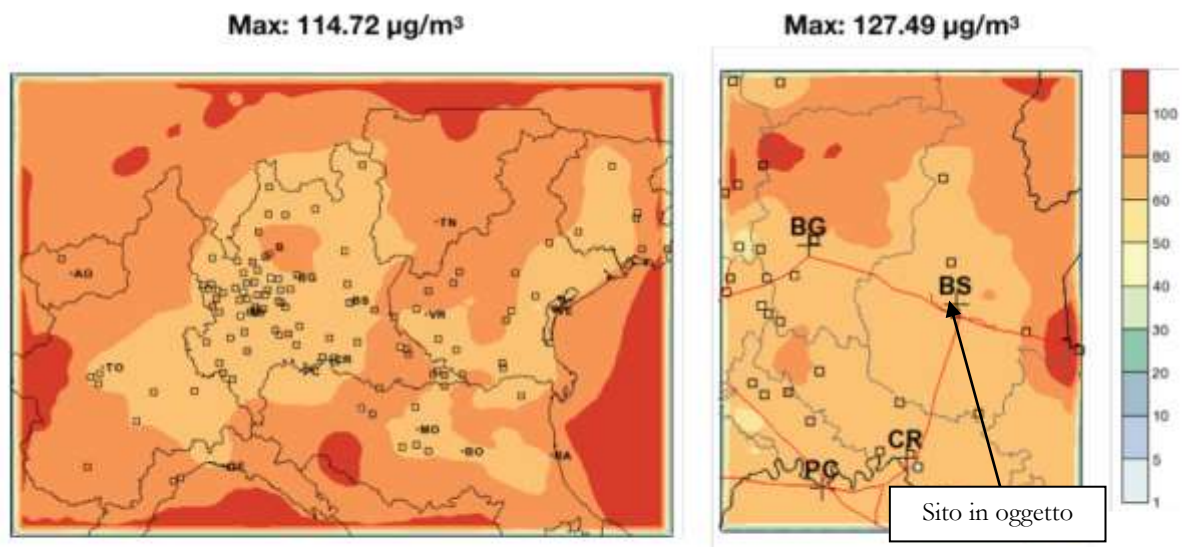 Max: 114.72 µg/m³
Max: 127.49 µg/m³
TN
AO
BG
BS
VR
VE
TO
CR
PC
MO
BO
GE
RA
BG
BS
CR
PC
Sito in oggetto
100
80
60
50
40
30
20
10
5
1